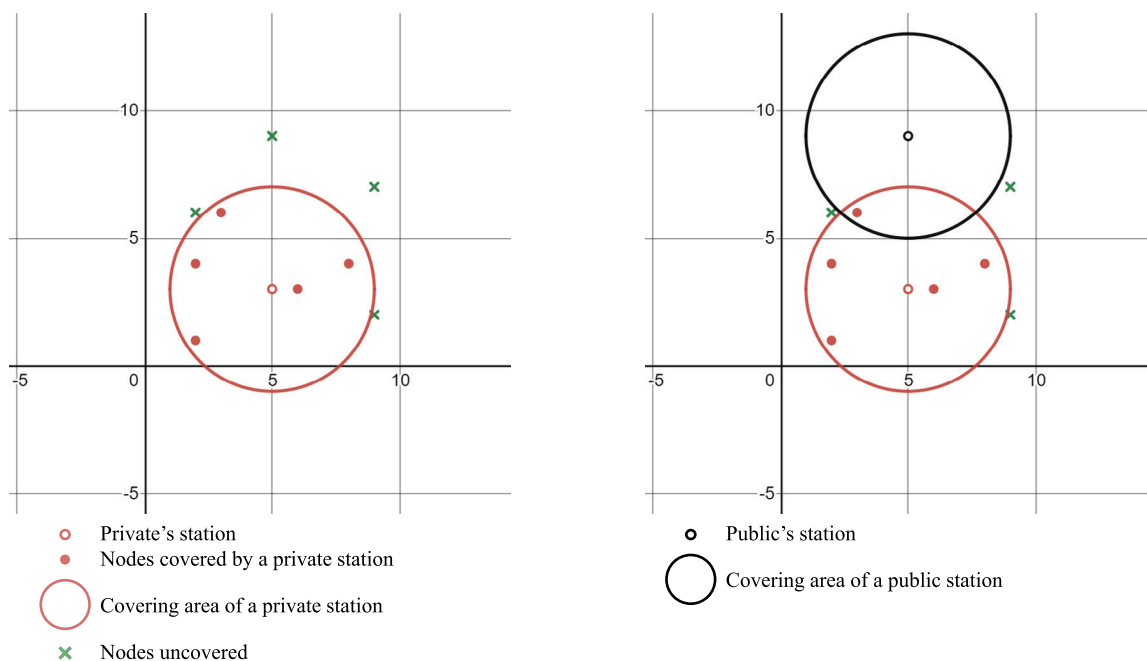 10
5
-5
0
5
10
-5
10
5
-5
0
5
10
-5
Private's station
Nodes covered by a private station
Covering area of a private station
Nodes uncovered
Public's station
Covering area of a public station